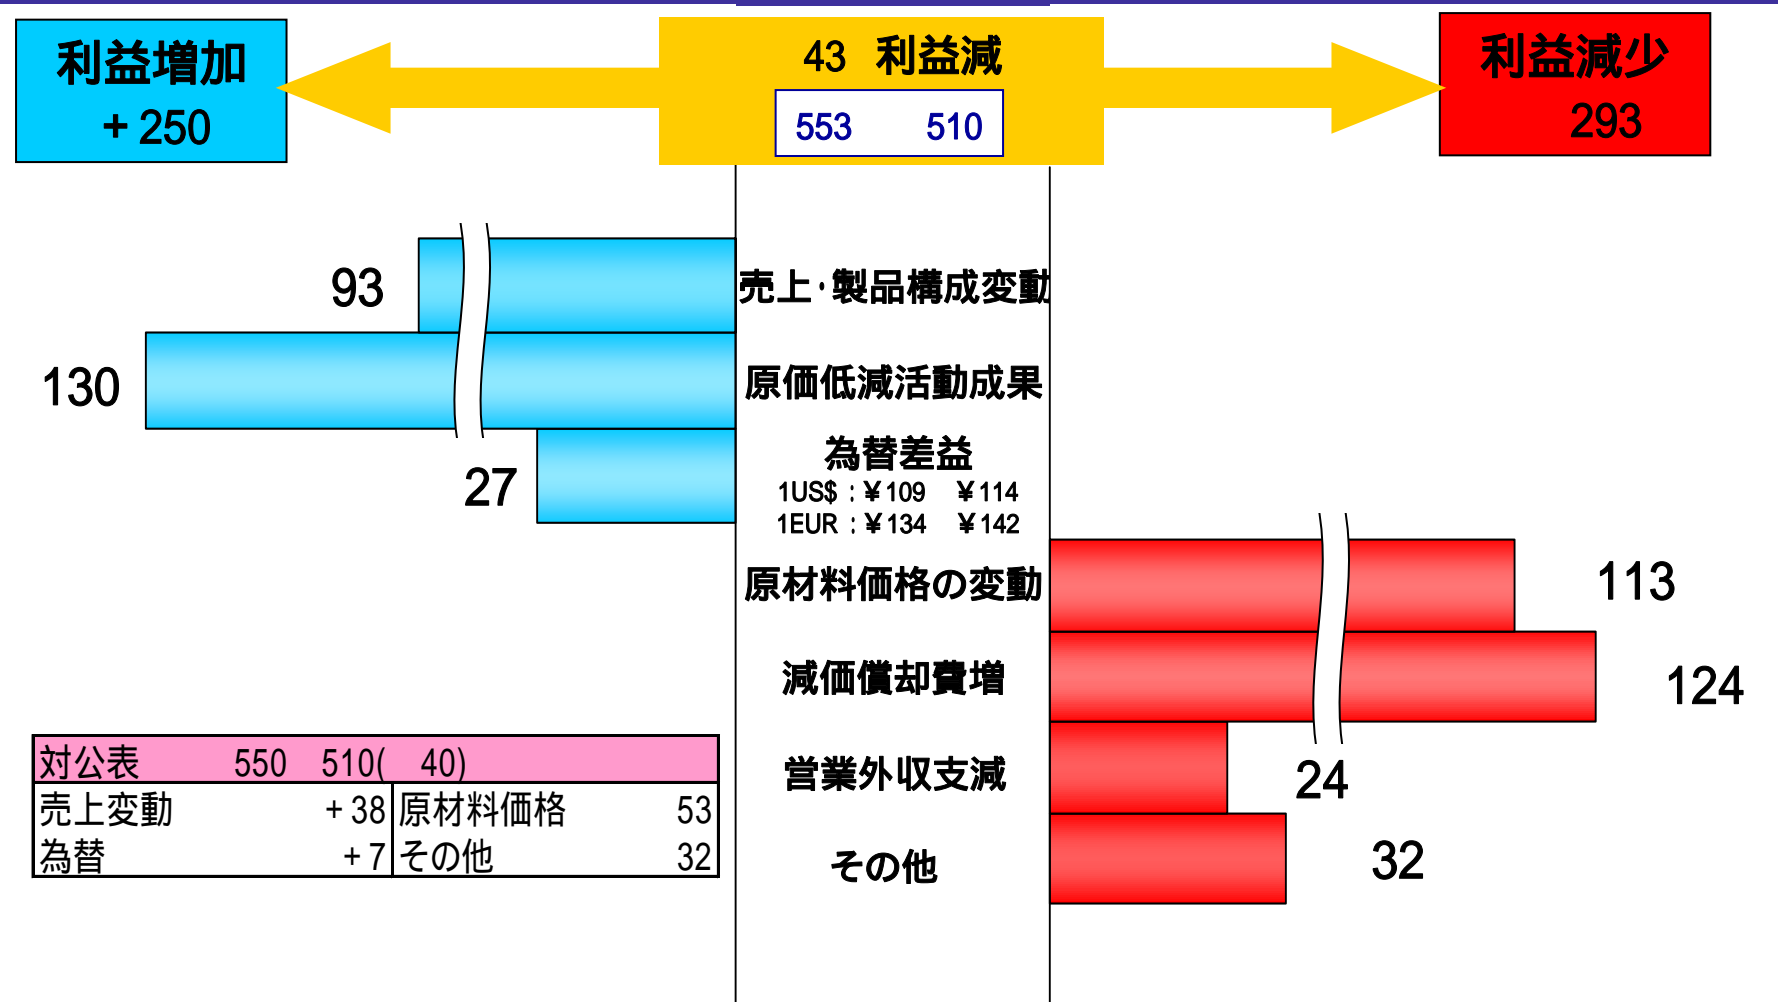 利益増加
+ 250
43 利益減
553 510
利益減少
293
93
売上・製品構成変動
130
原価低減活動成果
27
為替差益
1US$ : ¥109 ¥114
1EUR : ¥134 ¥142
原材料価格の変動
113
減価償却費増
124
営業外収支減
24
その他
32
対公表 550 510( 40)
売上変動 + 38 原材料価格 53
為替 + 7 その他 32